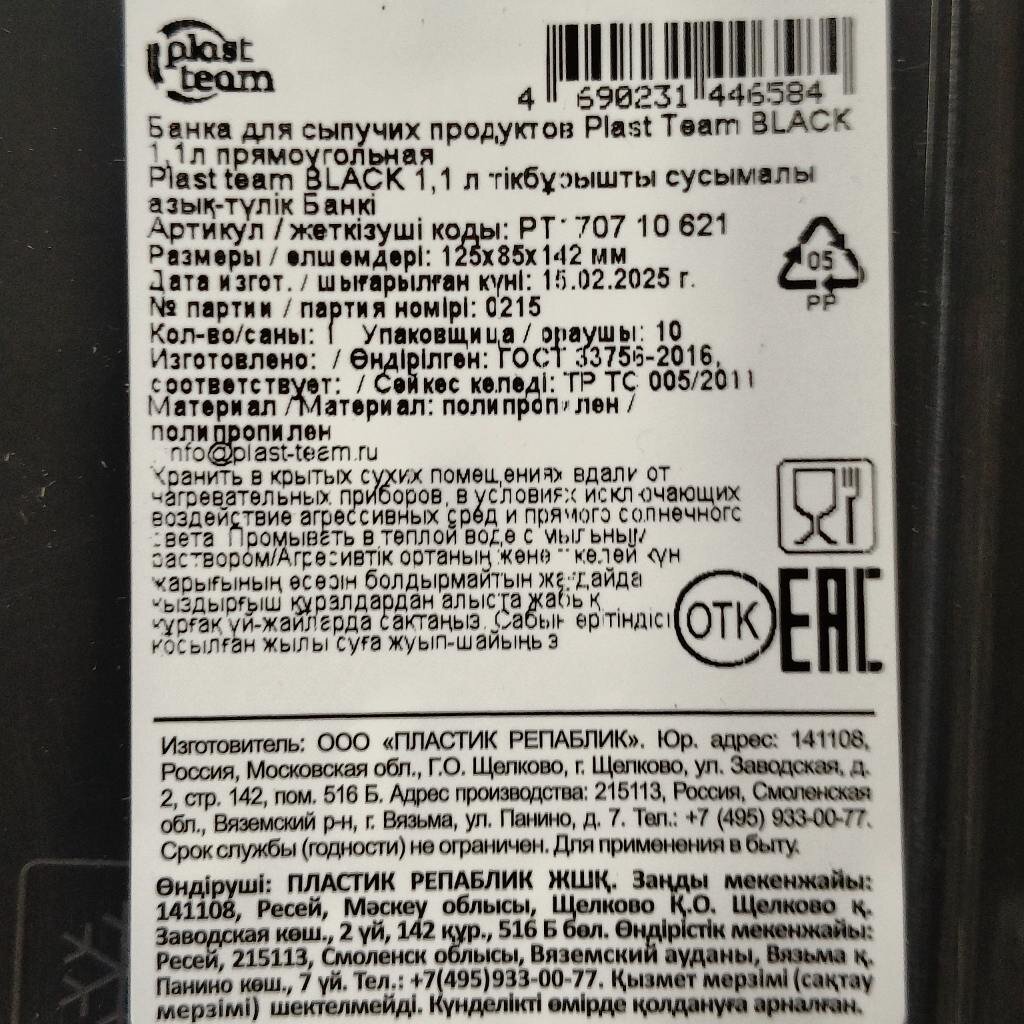 plast
team
4 690231 446584
Банка для сыпучих продуктов Plast Team BLACK
1,1л прямоугольная
Plast team BLACK 1,1 л тікбұрышты сусымалы
азық-түлік Банкі
Артикул / жеткізуші коды: PT 707 10 621
Размеры / өлшемдері: 125х85х142 мм
Дата изгот. / шығарылған күні: 15.02.2025 г.
№ партии / партия номірі: 0215
Кол-во/саны: 1 Упаковщица / ораушы: 10
Изготовлено: / Өндірілген: ГОСТ 33756-2016,
соответствует: / Сөйкес келеді: ТР ТС 005/2011
Материал / Материал: полипропилен /
полипропилен
info@plast-team.ru
Хранить в крытых сухих помещениях вдали от
нагревательных приборов, в условиях исключающих
воздействие агрессивных сред и прямого солнечного
света. Промывать в теплой воде с мыльным
раствором/Агресивтік ортаның және тікелей күн
жарығының әсерін болдырмайтын жағдайда
қыздырғыш құралдардан алыста жабық
құрғақ үй-жайларда сақтаңыз. Сабын ерітіндісі
қосылған жылы суға жуып-шайыңыз
05
PP
ОТК
EAC
Изготовитель: ООО «ПЛАСТИК РЕПАБЛИК». Юр. адрес: 141108,
Россия, Московская обл., Г.О. Щелково, г. Щелково, ул. Заводская, д.
2, стр. 142, пом. 516 Б. Адрес производства: 215113, Россия, Смоленская
обл., Вяземский р-н, г. Вязьма, ул. Панино, д. 7. Тел.: +7 (495) 933-00-77.
Срок службы (годности) не ограничен. Для применения в быту.
Өндіруші: ПЛАСТИК РЕПАБЛИК ЖШҚ. Заңды мекенжайы:
141108, Ресей, Мәскеу облысы, Щелково Қ.О. Щелково қ.
Заводская көш., 2 үй, 142 құр., 516 Б бөл. Өндірістік мекенжайы:
Ресей, 215113, Смоленск облысы, Вяземский ауданы, Вязьма қ.
Панино көш., 7 үй. Тел.: +7(495)933-00-77. Қызмет мерзімі (сақтау
мерзімі) шектелмейді. Күнделікті өмірде қолдануға арналған.